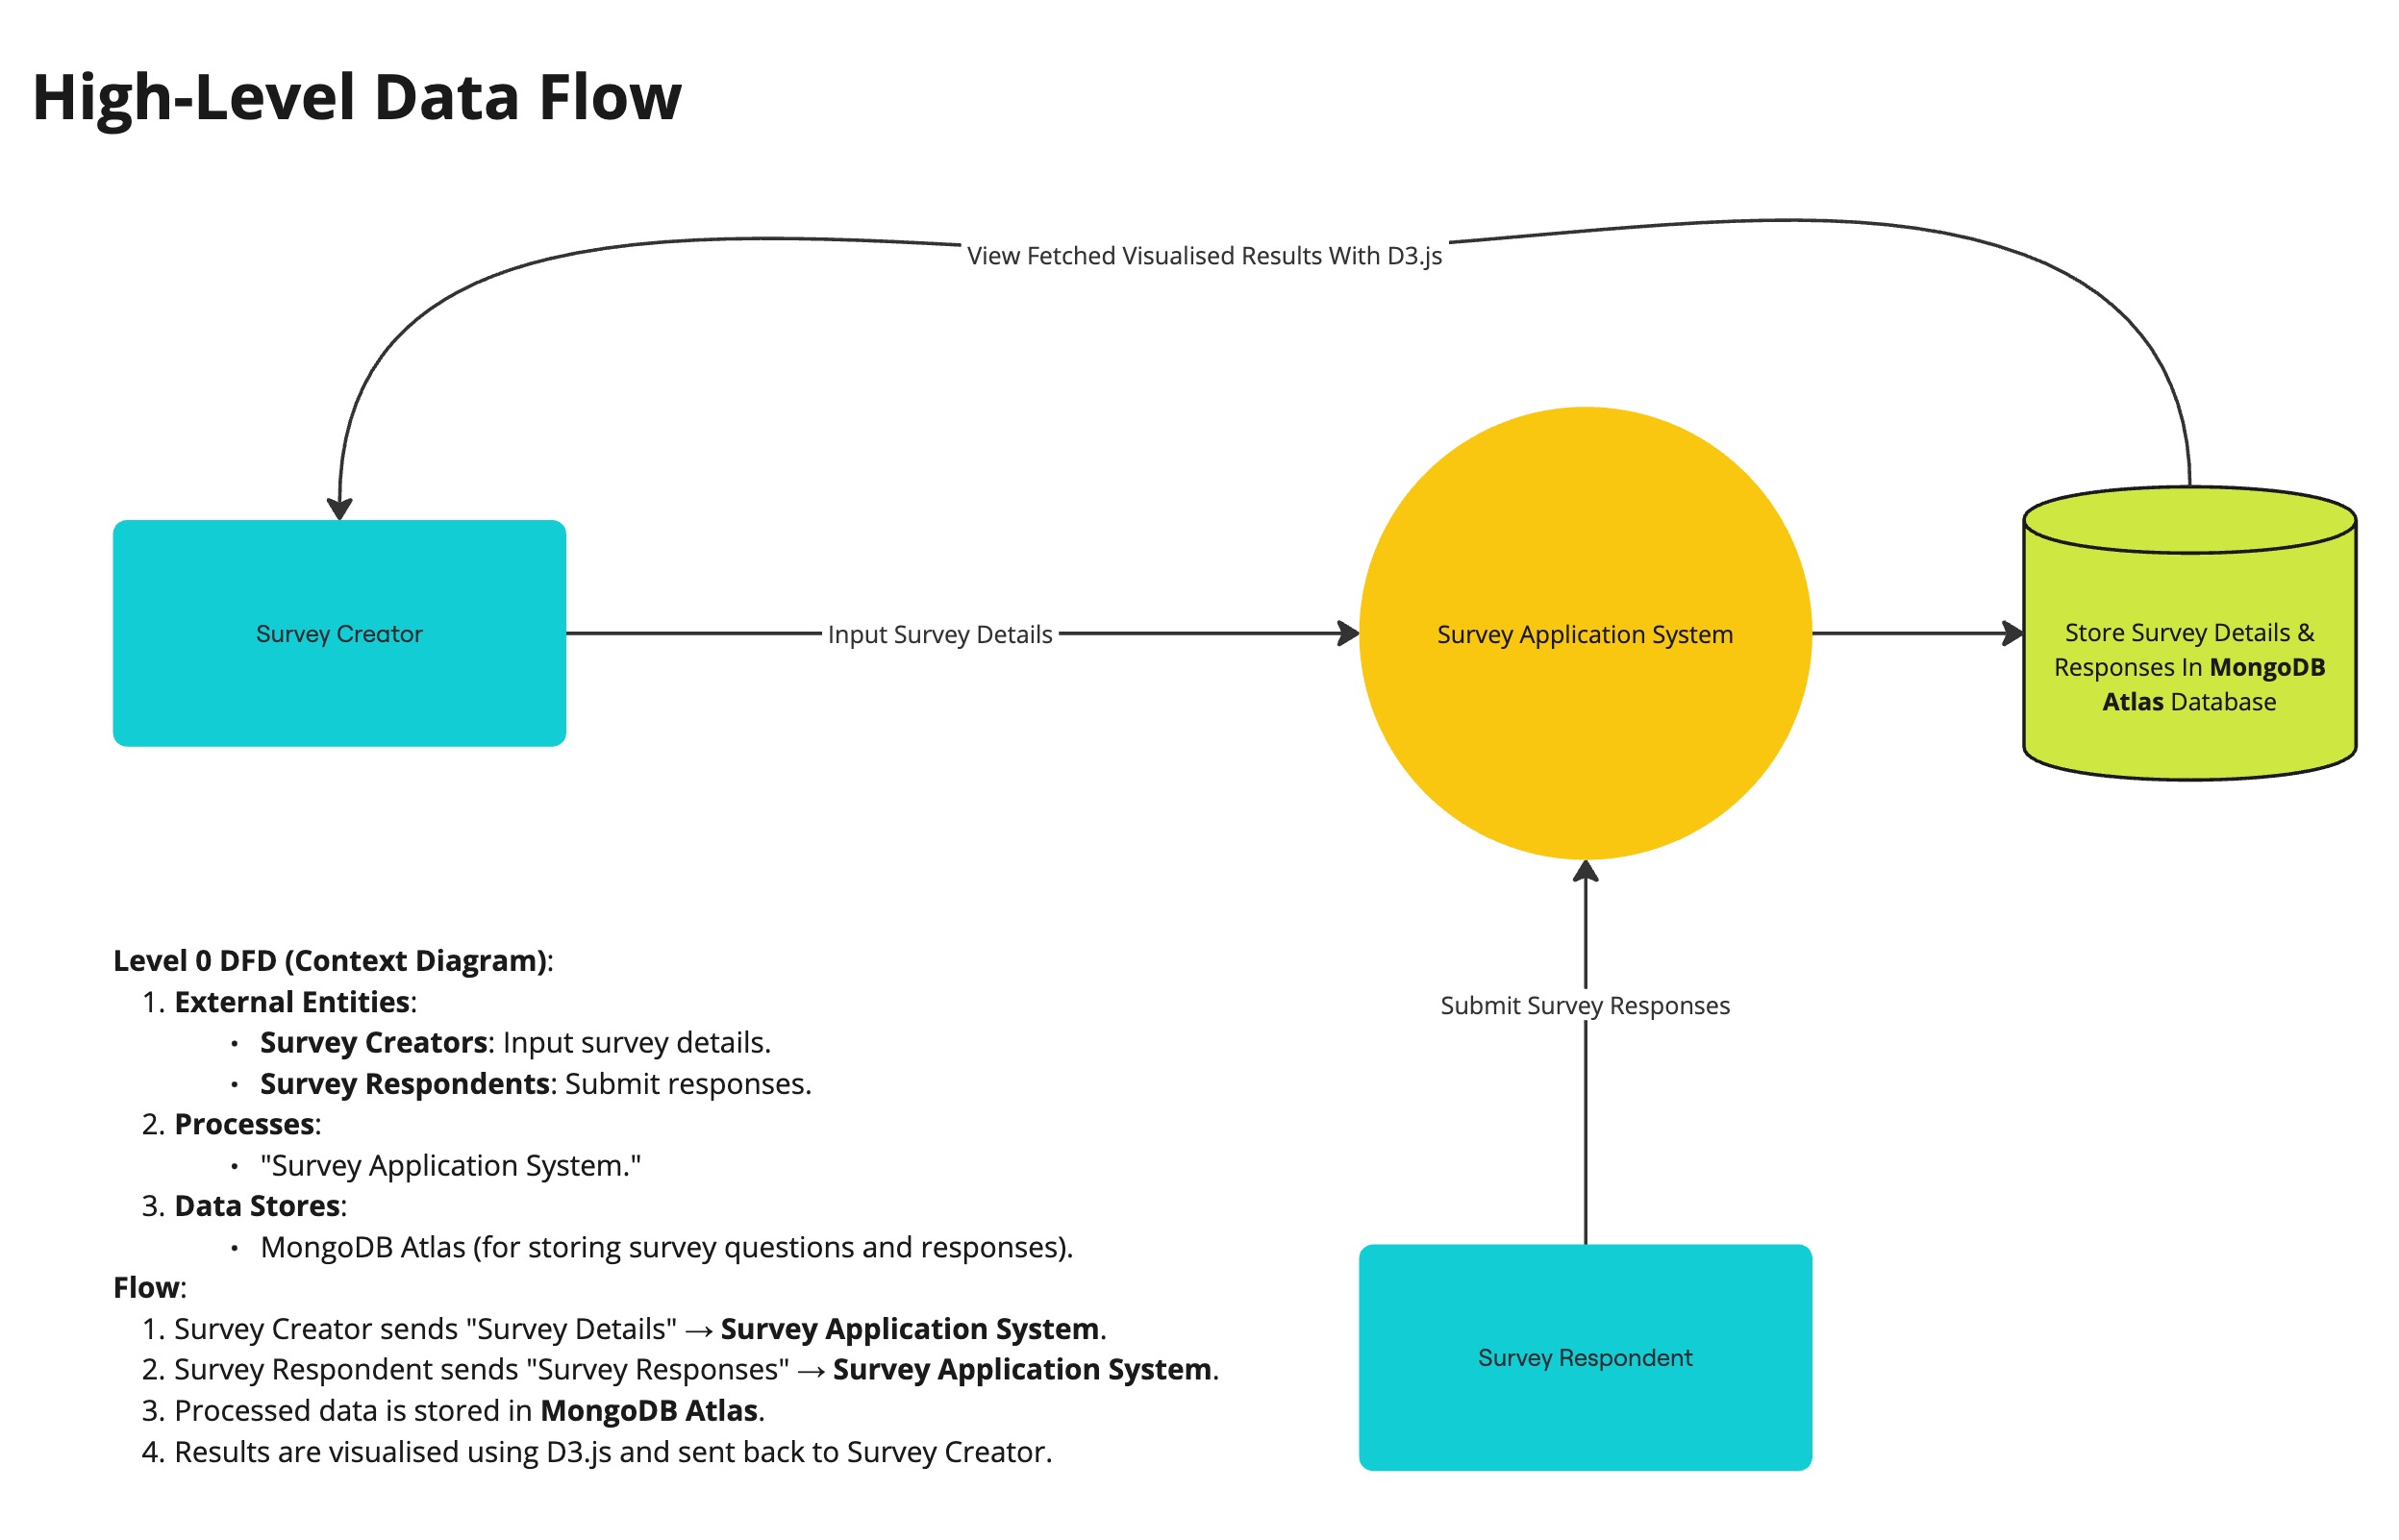 High-Level Data Flow
View Fetched Visualised Results With D3.js
Survey Creator
Input Survey Details
Survey Application System
Store Survey Details &
Responses In MongoDB
Atlas Database
Submit Survey Responses
Survey Respondent
Level 0 DFD (Context Diagram):
1. External Entities:
• Survey Creators: Input survey details.
• Survey Respondents: Submit responses.
2. Processes:
• "Survey Application System."
3. Data Stores:
• MongoDB Atlas (for storing survey questions and responses).
Flow:
1. Survey Creator sends "Survey Details" → Survey Application System.
2. Survey Respondent sends "Survey Responses" → Survey Application System.
3. Processed data is stored in MongoDB Atlas.
4. Results are visualised using D3.js and sent back to Survey Creator.